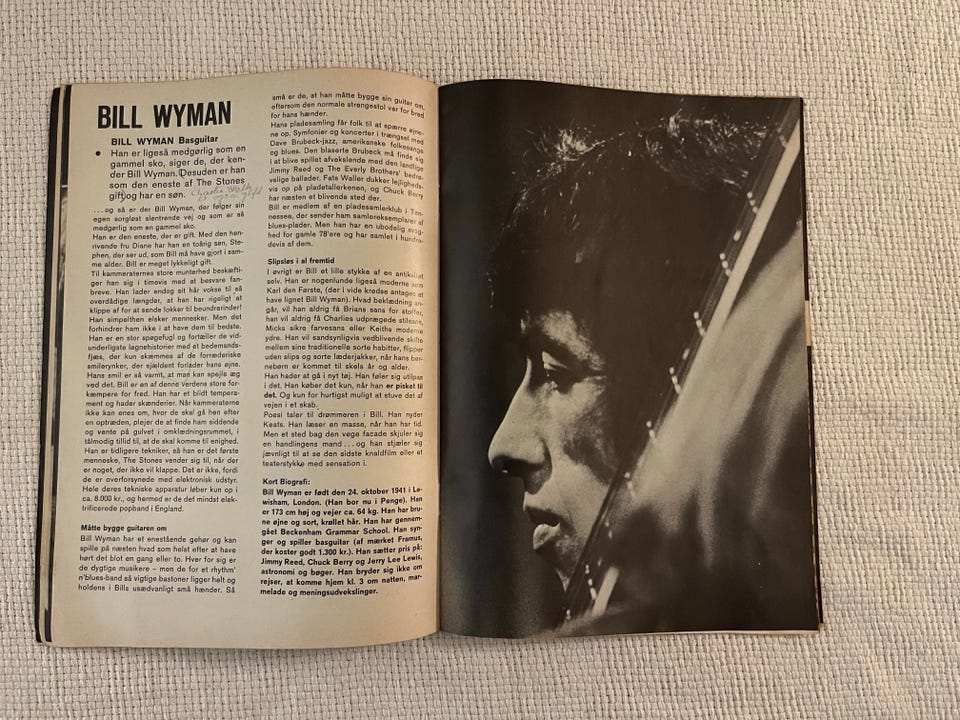 BILL WYMAN
BILL WYMAN Basguitar
● Han er ligeså medgørlig som en
gammel sko, siger de, der ken-
der Bill Wyman. Desuden er han
som den eneste af The Stones
gift og har en søn.
. . . og så er der Bill Wyman, der følger sin
egen sorgløst slentrende vej og som er så
medgørlig som en gammel sko.
Han er den eneste, der er gift. Med den hen-
rivende fru Diane har han en toårig søn, Ste-
phen, der ser ud, som Bill må have gjort i sam-
me alder. Bill er meget lykkeligt gift.
Til kammeraternes store munterhed beskæfti-
ger han sig i timevis med at besvare fan-
breve. Han lader endog sit hår vokse til så
overdådige længder, at han har rigeligt at
klippe af for at sende lokker til beundrerinder!
Han simpelthen elsker mennesker. Men det
forhindrer ham ikke i at have dem til bedste.
Han er en stor spøgefugl og fortæller de vid-
underligste løgnehistorier med et bedemands-
fjæs, der kun skæmmes af de forræderiske
smilerynker, der sjældent forlader hans øjne.
Hans smil er så varmt, at man kan spejle æg
ved det. Bill er en af denne verdens store for-
kæmpere for fred. Han har et blidt tempera-
ment og hader skænderier. Når kammeraterne
ikke kan enes om, hvor de skal gå hen efter
en optræden, plejer de at finde ham siddende
og vente på gulvet i omklædningsrummet, i
tålmodig tillid til, at de skal komme til enighed.
Han er tidligere tekniker, så han er det første
menneske, The Stones vender sig til, når der
er noget, der ikke vil klappe. Det er ikke, fordi
de er overforsynede med elektronisk udstyr.
Hele deres tekniske apparatur løber kun op i
ca. 8.000 kr., og hermed er de det mindst elek-
trificerede popband i England.
Måtte bygge guitaren om
Bill Wyman har et enestående gehør og kan
spille på næsten hvad som helst efter at have
hørt det blot en gang eller to. Hver for sig er
de dygtige musikere – men de for et rhythm'
n'blues-band så vigtige bastoner ligger helt og
holdens i Bills usædvanligt små hænder. Så
små er de, at han måtte bygge sin guitar om,
eftersom den normale strengestol var for bred
for hans hænder.
Hans pladesamling får folk til at spærre øjne-
ne op. Symfonier og koncerter i trængsel med
Dave Brubeck-jazz, amerikanske folkesange
og blues. Den blaserte Brubeck må finde sig
i at blive spillet afvekslende med den landlige
Jimmy Reed og The Everly Brothers' bedrø-
velige ballader. Fats Waller dukker lejligheds-
vis op på pladetallerkenen, og Chuck Berry
har næsten et blivende sted der.
Bill er medlem af en pladesamlerklub i Ten-
nessee, der sender ham samlereksemplarer af
blues-plader. Men han har en ubodelig svag-
hed for gamle 78'ere og har samlet i hundre-
devis af dem.
Slipsløs i al fremtid
I øvrigt er Bill et lille stykke af en antikvitet
selv. Han er nogenlunde ligeså moderne som
Karl den Første, (der i vide kredse antages at
have lignet Bill Wyman). Hvad beklædning an-
går, vil han aldrig få Brians sans for stoffer,
han vil aldrig få Charlies udprægede stilsans,
Micks sikre farvesans eller Keiths moderne
ydre. Han vil sandsynligvis vedblivende skifte
mellem sine traditionelle sorte habitter, flipper
uden slips og sorte læderjakker, når hans bør-
nebørn er kommet til skels år og alder.
Han hader at gå i nyt tøj. Han føler sig utilpas
i det. Han køber det kun, når han er pisket til
det. Og kun for hurtigst muligt at stuve det af
vejen i et skab.
Poesi taler til drømmeren i Bill. Han nyder
Keats. Han læser en masse, når han har tid.
Men et sted bag den vege facade skjuler sig
en handlingens mand . . . og han stjæler sig
jævnligt til at se den sidste knaldfilm eller et
teaterstykke med sensation i.
Kort Biografi:
Bill Wyman er født den 24. oktober 1941 i Le-
wisham, London. (Han bor nu i Penge). Han
er 173 cm høj og vejer ca. 64 kg. Han har bru-
ne øjne og sort, krøllet hår. Han har gennem-
gået Beckenham Grammar School. Han syn-
ger og spiller basguitar (af mærket Framus,
der koster godt 1.300 kr.). Han sætter pris på:
Jimmy Reed, Chuck Berry og Jerry Lee Lewis,
astronomi og bøger. Han bryder sig ikke om
rejser, at komme hjem kl. 3 om natten, mar-
melade og meningsudvekslinger.